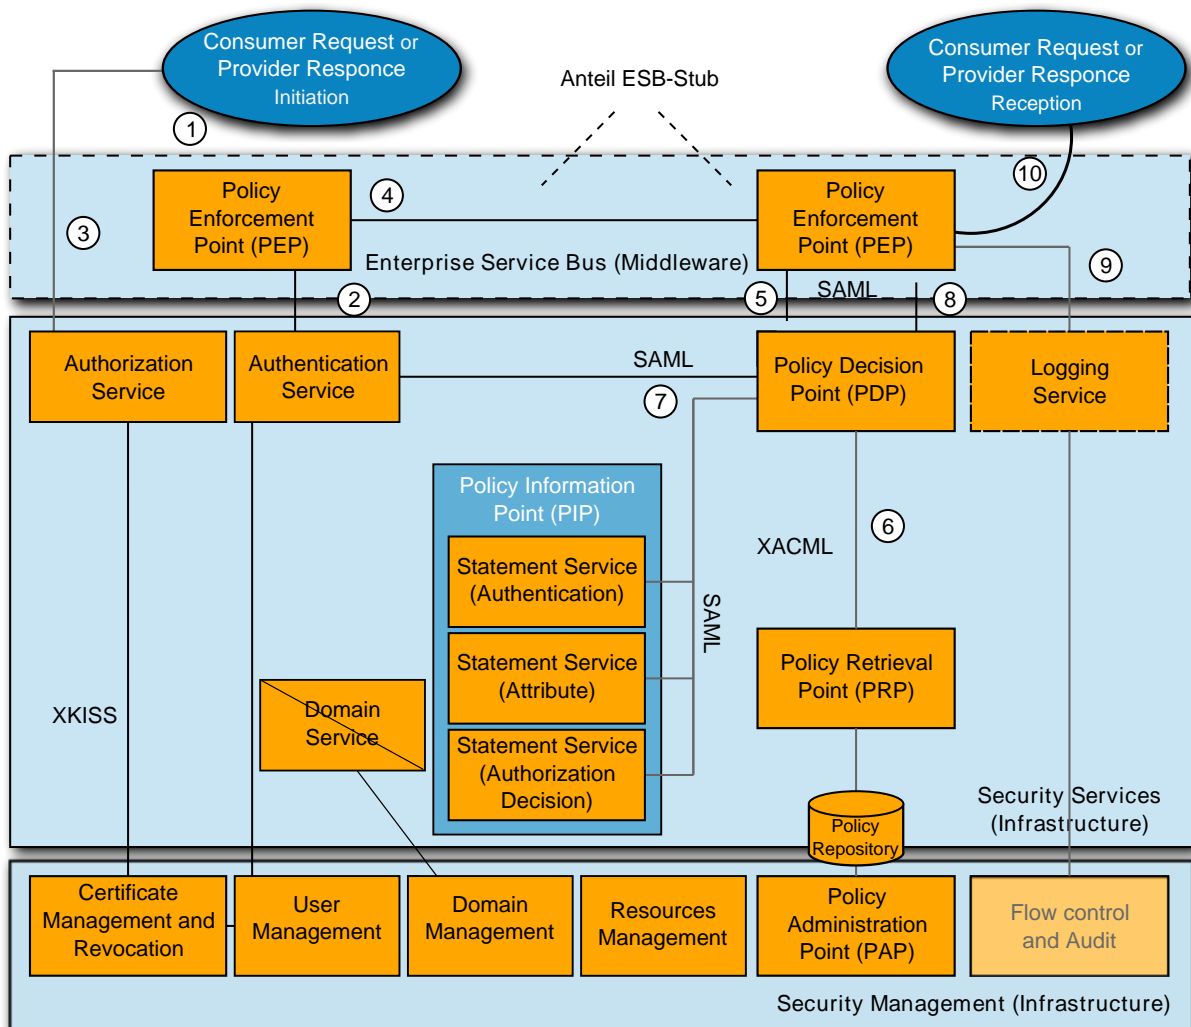 Consumer Request or
Provider Responce
Initiation
Consumer Request or
Provider Responce
Reception
Anteil ESB-Stub
1
10
Policy
Enforcement
Point (PEP)
4
Policy
Enforcement
Point (PEP)
3
9
Enterprise Service Bus (Middleware)
2
5
SAML
8
Authorization
Service
Authentication
Service
SAML
7
Policy Decision
Point (PDP)
Logging
Service
Policy Information
Point (PIP)
6
XACML
Statement Service
(Authentication)
SAML
Statement Service
(Attribute)
Policy Retrieval
Point (PRP)
XKISS
Domain
Service
Statement Service
(Authorization
Decision)
Policy
Repository
Security Services
(Infrastructure)
Certificate
Management and
Revocation
User
Management
Domain
Management
Resources
Management
Policy
Administration
Point (PAP)
Flow control
and Audit
Security Management (Infrastructure)